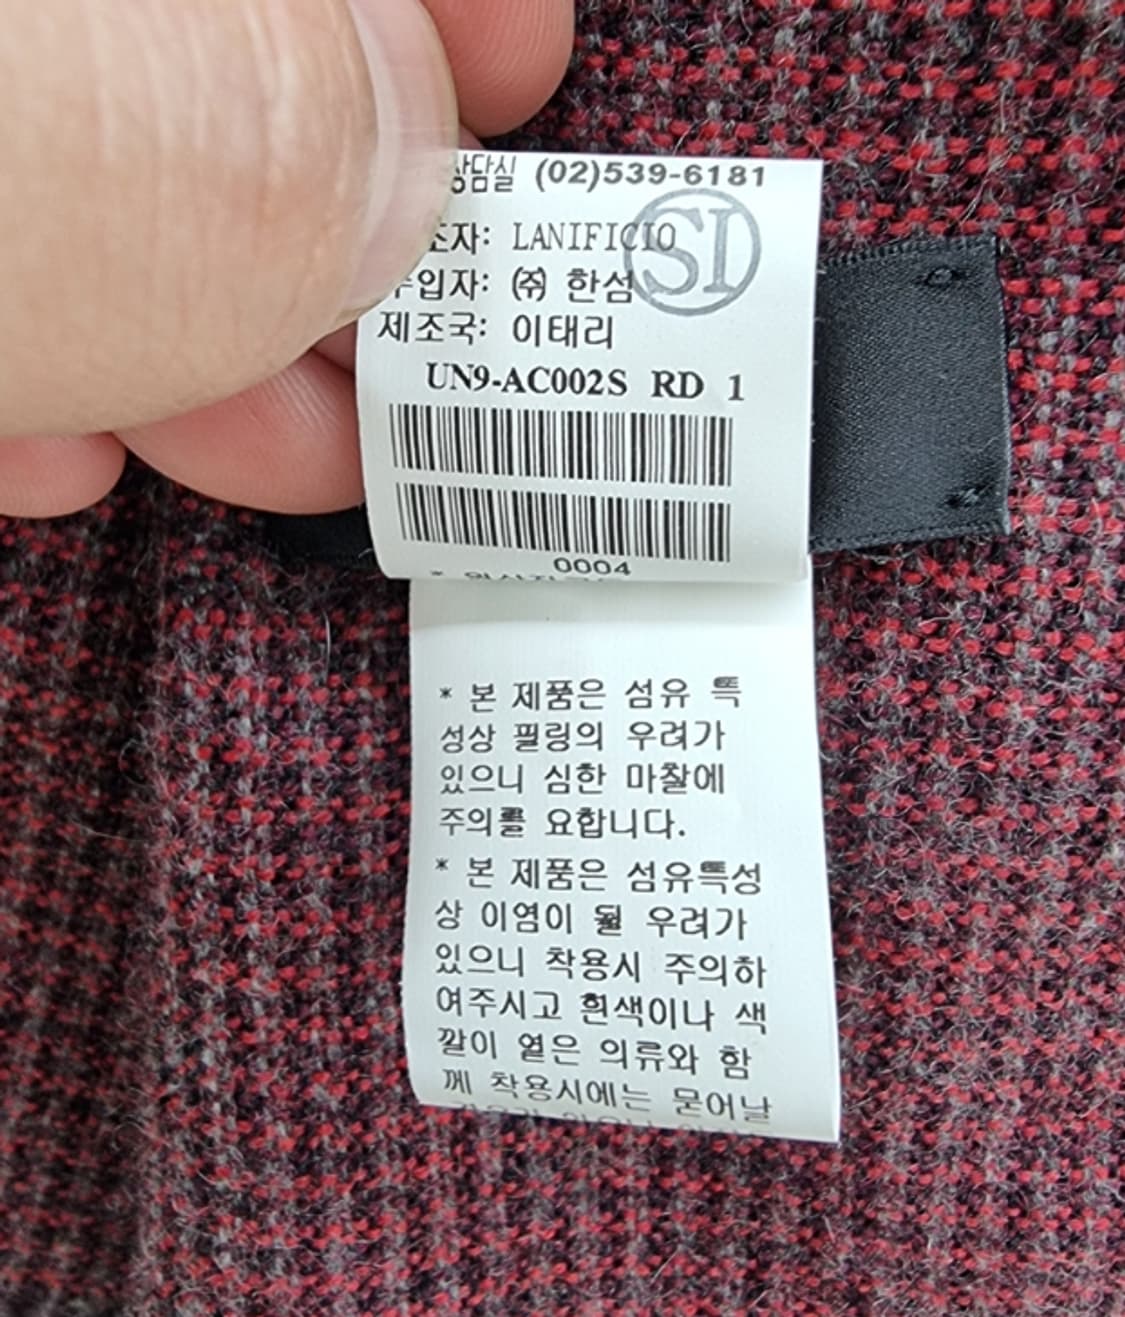 상담실 (02)539-6181
조자: LANIFICIO
SI
수입자: ㈜ 한섬
제조국: 이태리
UN9-AC002S RD 1
0004
* 본 제품은 섬유 특
성상 필링의 우려가
있으니 심한 마찰에
주의를 요합니다.
* 본 제품은 섬유특성
상 이염이 될 우려가
있으니 착용시 주의하
여주시고 흰색이나 색
깔이 옅은 의류와 함
께 착용시에는 묻어날